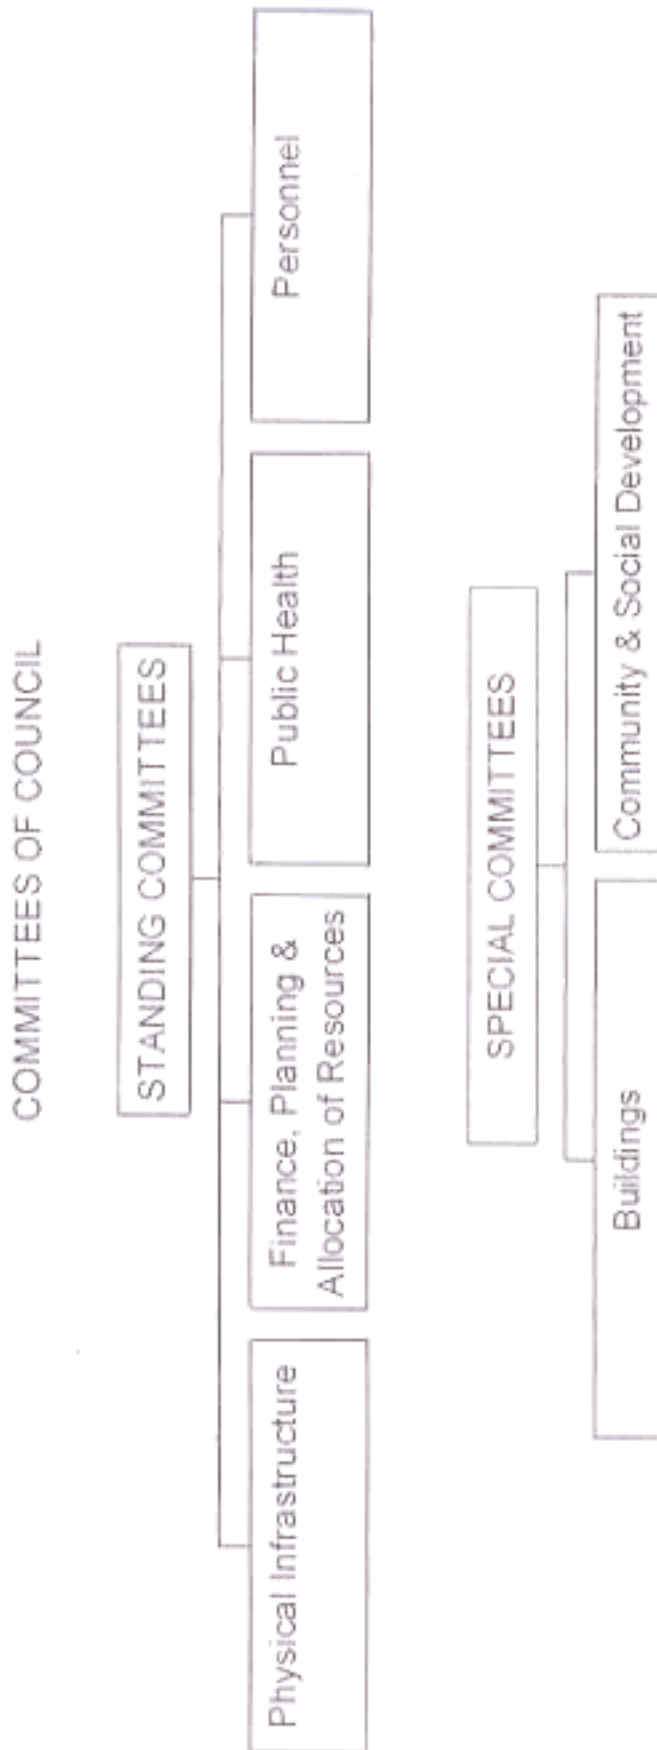 COMMITTEES OF COUNCIL
STANDING COMMITTEES
Physical Infrastructure
Finance, Planning &
Allocation of Resources
Public Health
Personnel
SPECIAL COMMITTEES
Buildings
Community & Social Development